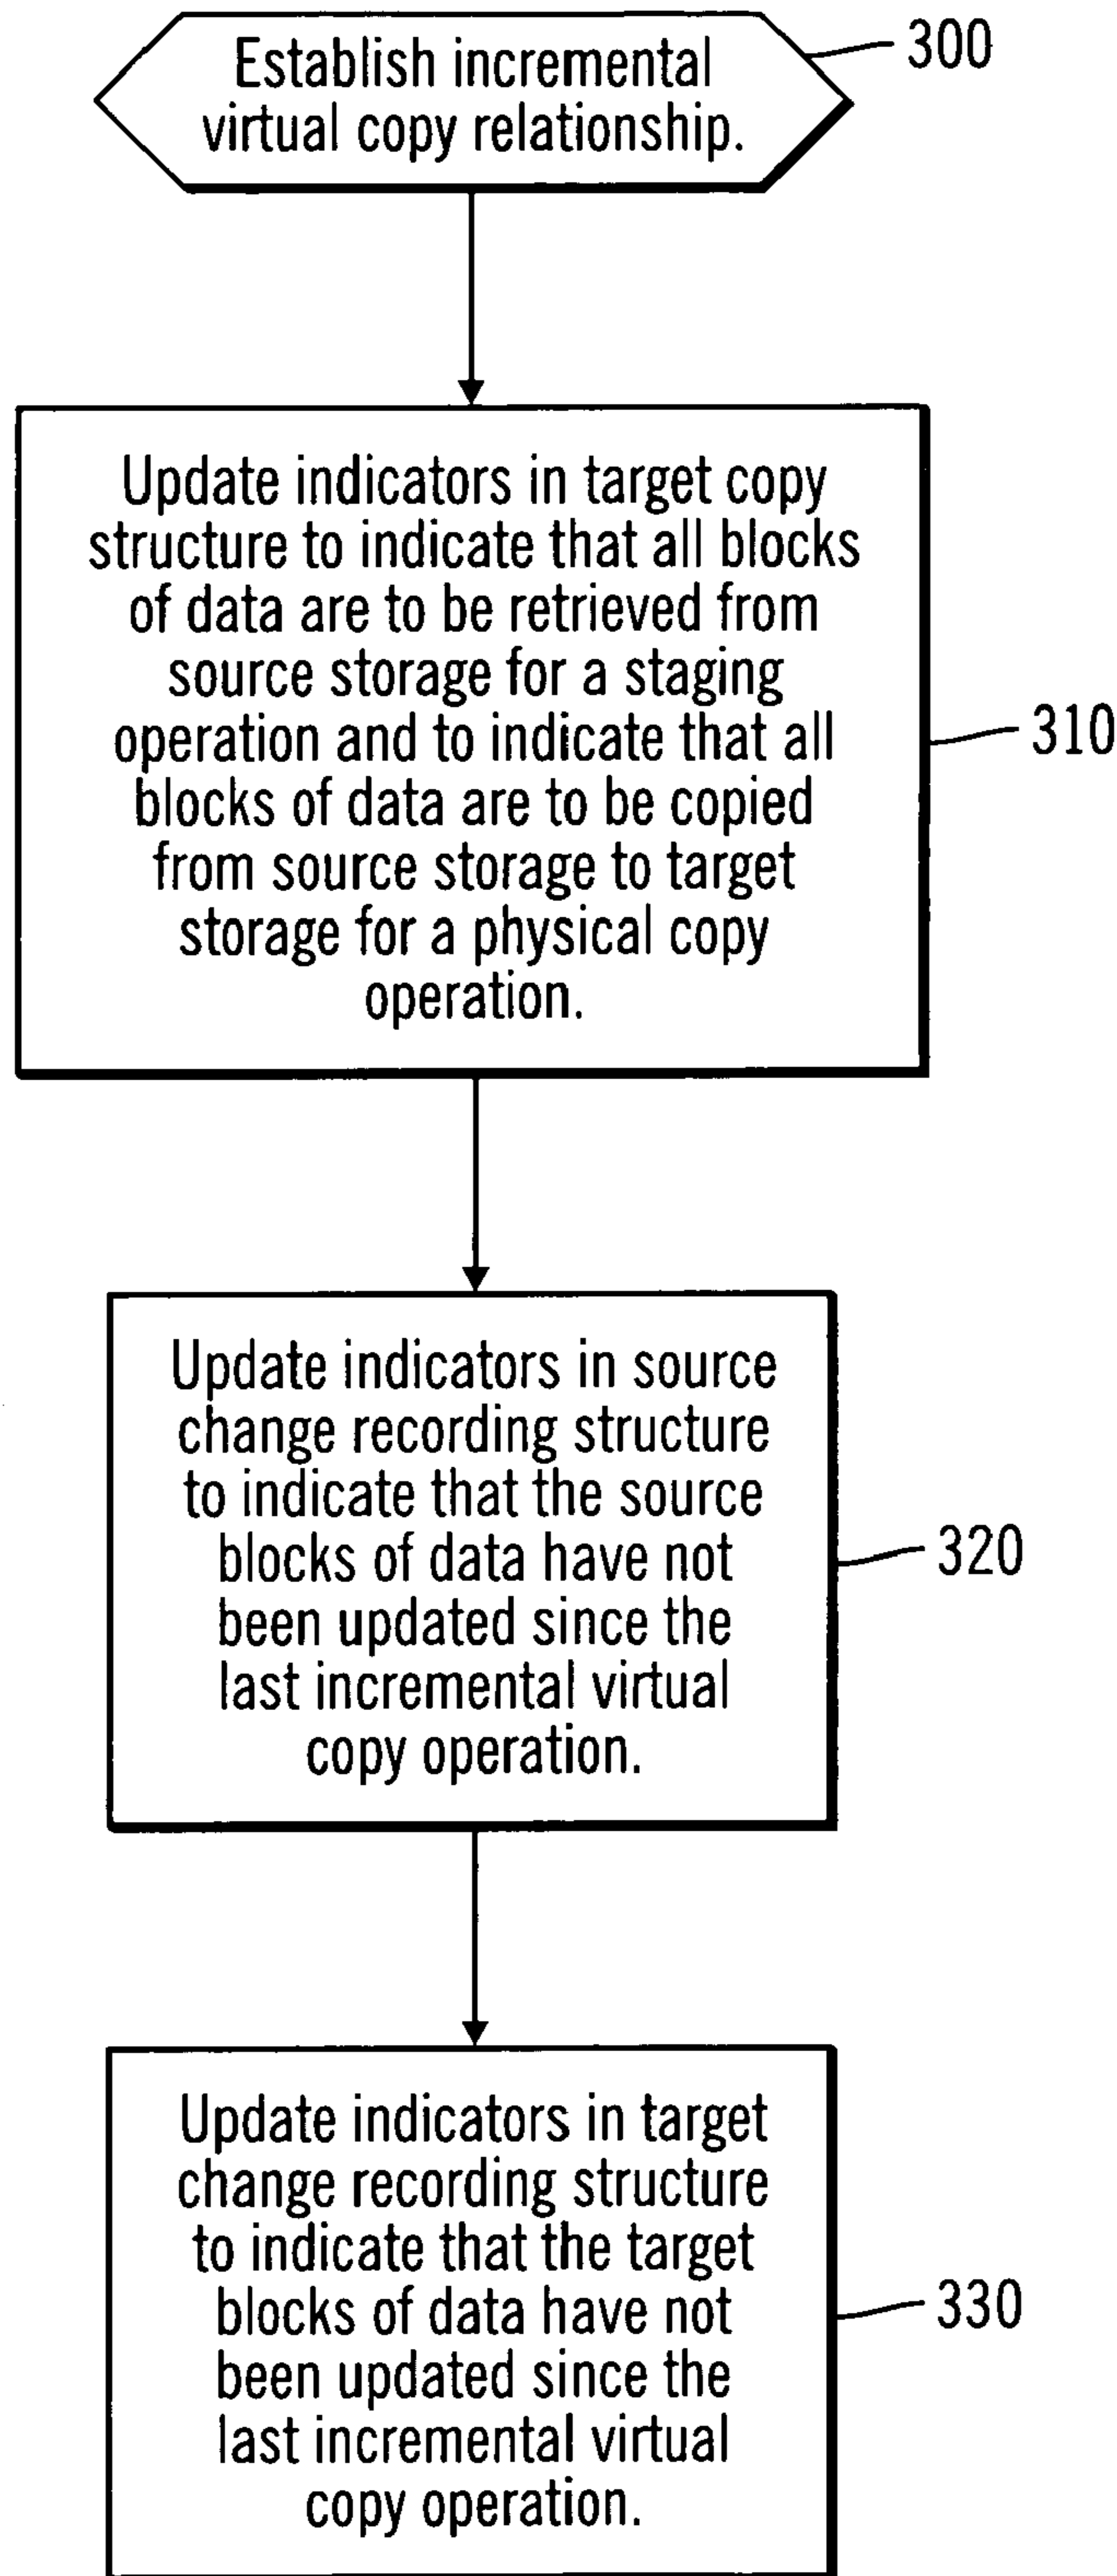 Establish incremental
virtual copy relationship.
300
Update indicators in target copy
structure to indicate that all blocks
of data are to be retrieved from
source storage for a staging
operation and to indicate that all
blocks of data are to be copied
from source storage to target
storage for a physical copy
operation.
310
Update indicators in source
change recording structure
to indicate that the source
blocks of data have not
been updated since the
last incremental virtual
copy operation.
320
Update indicators in target
change recording structure
to indicate that the target
blocks of data have not
been updated since the
last incremental virtual
copy operation.
330